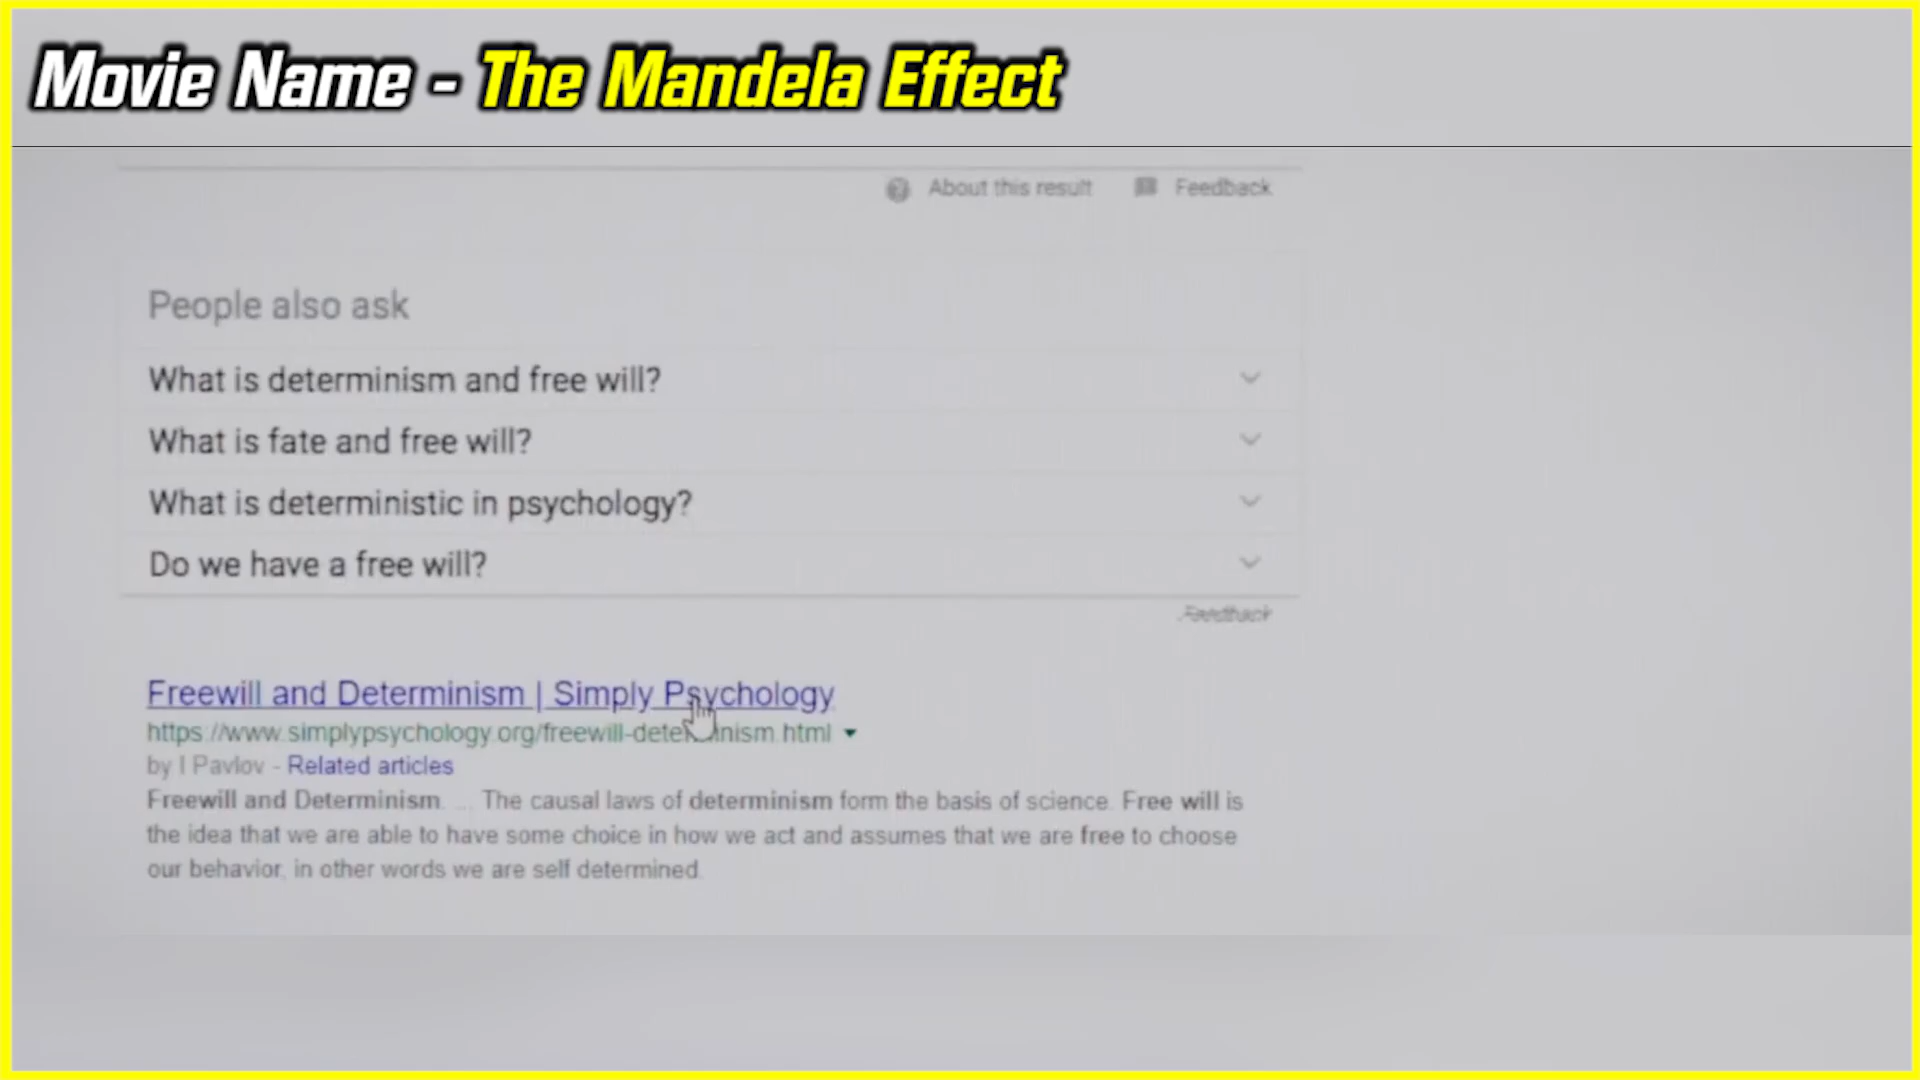 Movie Name - The Mandela Effect
About this result Feedback
People also ask
What is determinism and free will?
What is fate and free will?
What is deterministic in psychology?
Do we have a free will?
Feedback
Freewill and Determinism | Simply Psychology
https://www.simplypsychology.org/freewill-determinism.html
by I Pavlov - Related articles
Freewill and Determinism. ... The causal laws of determinism form the basis of science. Free will is
the idea that we are able to have some choice in how we act and assumes that we are free to choose
our behavior, in other words we are self determined.